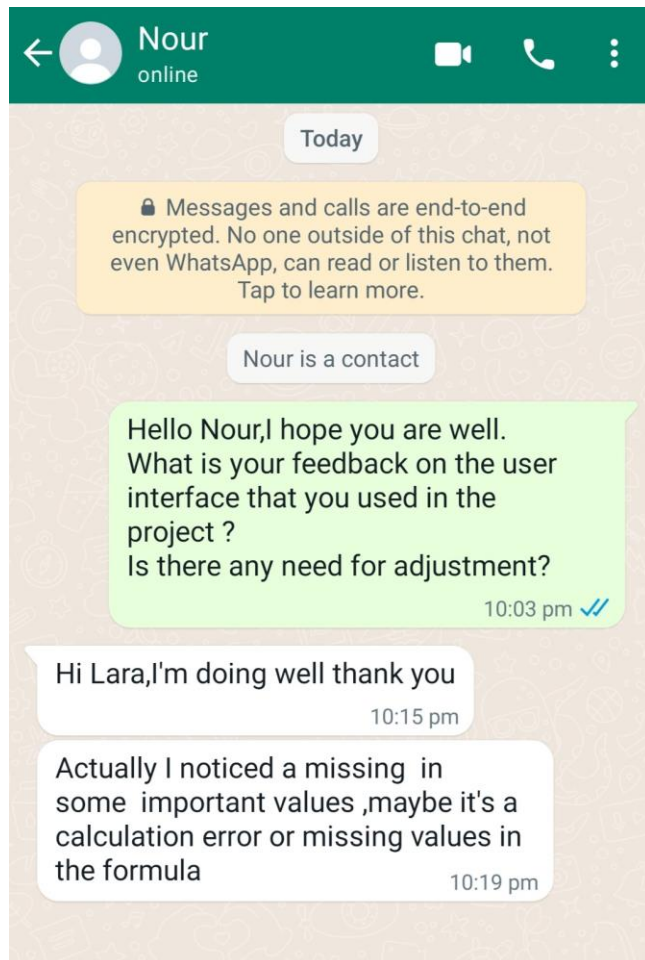 Nour
online
Today
Messages and calls are end-to-end
encrypted. No one outside of this chat, not
even WhatsApp, can read or listen to them.
Tap to learn more.
Nour is a contact
Hello Nour,I hope you are well.
What is your feedback on the user
interface that you used in the
project ?
Is there any need for adjustment?
10:03 pm
Hi Lara,I'm doing well thank you
10:15 pm
Actually I noticed a missing  in
some  important values ,maybe it's a
calculation error or missing values in
the formula
10:19 pm